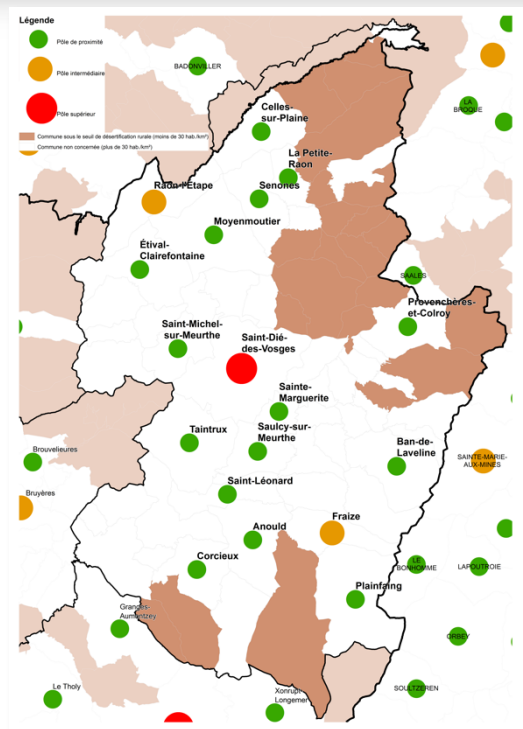 Légende
Pôle de proximité
Pôle intermédiaire
Pôle supérieur
Commune sous le seuil de désertification rurale (moins de 30 hab./km²)
Commune non concernée (plus de 30 hab./km²)
BADONVILLER
LA
BROQUE
Celles-
sur-Plaine
La Petite-
Raon
Raon-l'Étape
Senones
Moyenmoutier
Étival-
Clairefontaine
SAALES
Provenchères-
et-Colroy
Saint-Michel-
sur-Meurthe
Saint-Dié-
des-Vosges
Sainte-
Marguerite
Taintrux
Saulcy-sur-
Meurthe
Ban-de-
Laveline
Brouvelieures
SAINTE-MARIE-
AUX-MINES
Saint-Léonard
Bruyères
Fraize
Anould
Corcieux
LE
BONHOMME
LAPOUTROIE
Plainfaing
Granges-
Aumontzey
ORBEY
Le Tholy
Xonrupt-
Longemer
SOULTZEREN